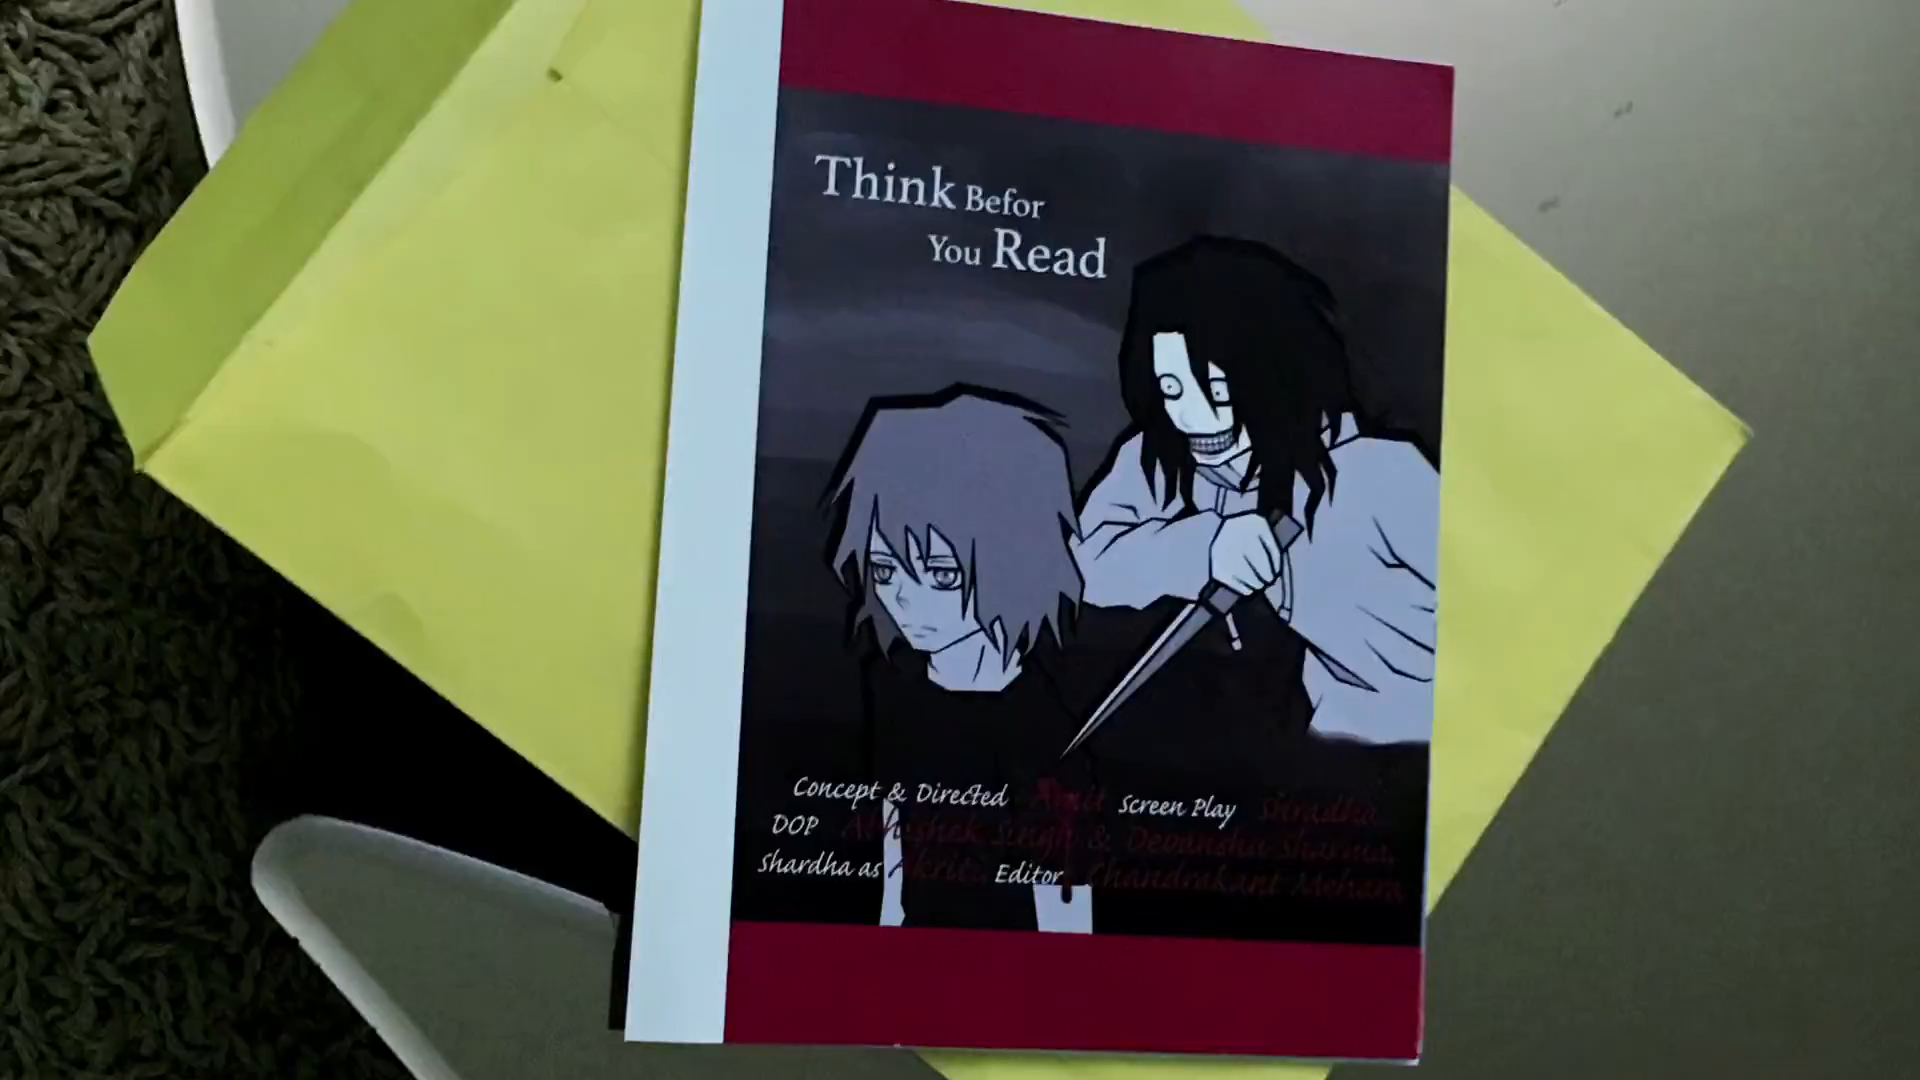 Think Befor
You Read
Concept & Directed Amit Screen Play Shradha
DOP Abhishek Singh & Devanshu Sharma
Shardha as Akriti Editor Chandrakant Mehara